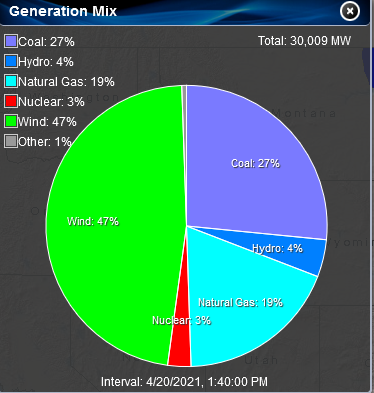 Generation Mix
Total: 30,009 MW
Coal: 27%
Hydro: 4%
Natural Gas: 19%
Nuclear: 3%
Wind: 47%
Other: 1%
Coal: 27%
Wind: 47%
Hydro: 4%
Natural Gas: 19%
Nuclear: 3%
Interval: 4/20/2021, 1:40:00 PM